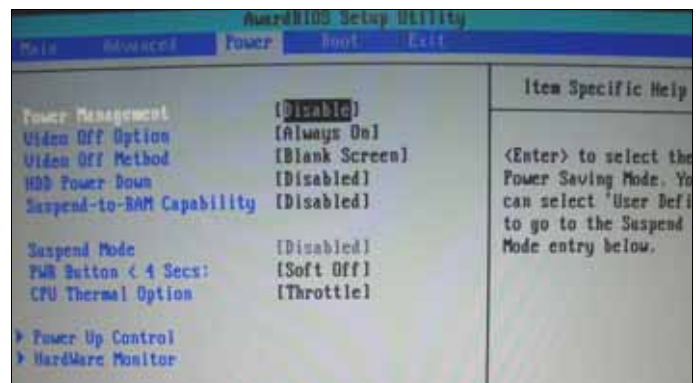 AwardBIOS Setup Utility
Main Advanced Power Boot Exit
Power Management [Disable]
Video Off Option [Always On]
Video Off Method [Blank Screen]
HDD Power Down [Disabled]
Suspend-to-RAM Capability [Disabled]
Suspend Mode [Disabled]
PWR Button < 4 Secs: [Soft Off]
CPU Thermal Option [Throttle]
Power Up Control
HardWare Monitor
Item Specific Help
<Enter> to select the
Power Saving Mode. Yo
can select 'User Defi
to go to the Suspend
Mode entry below.